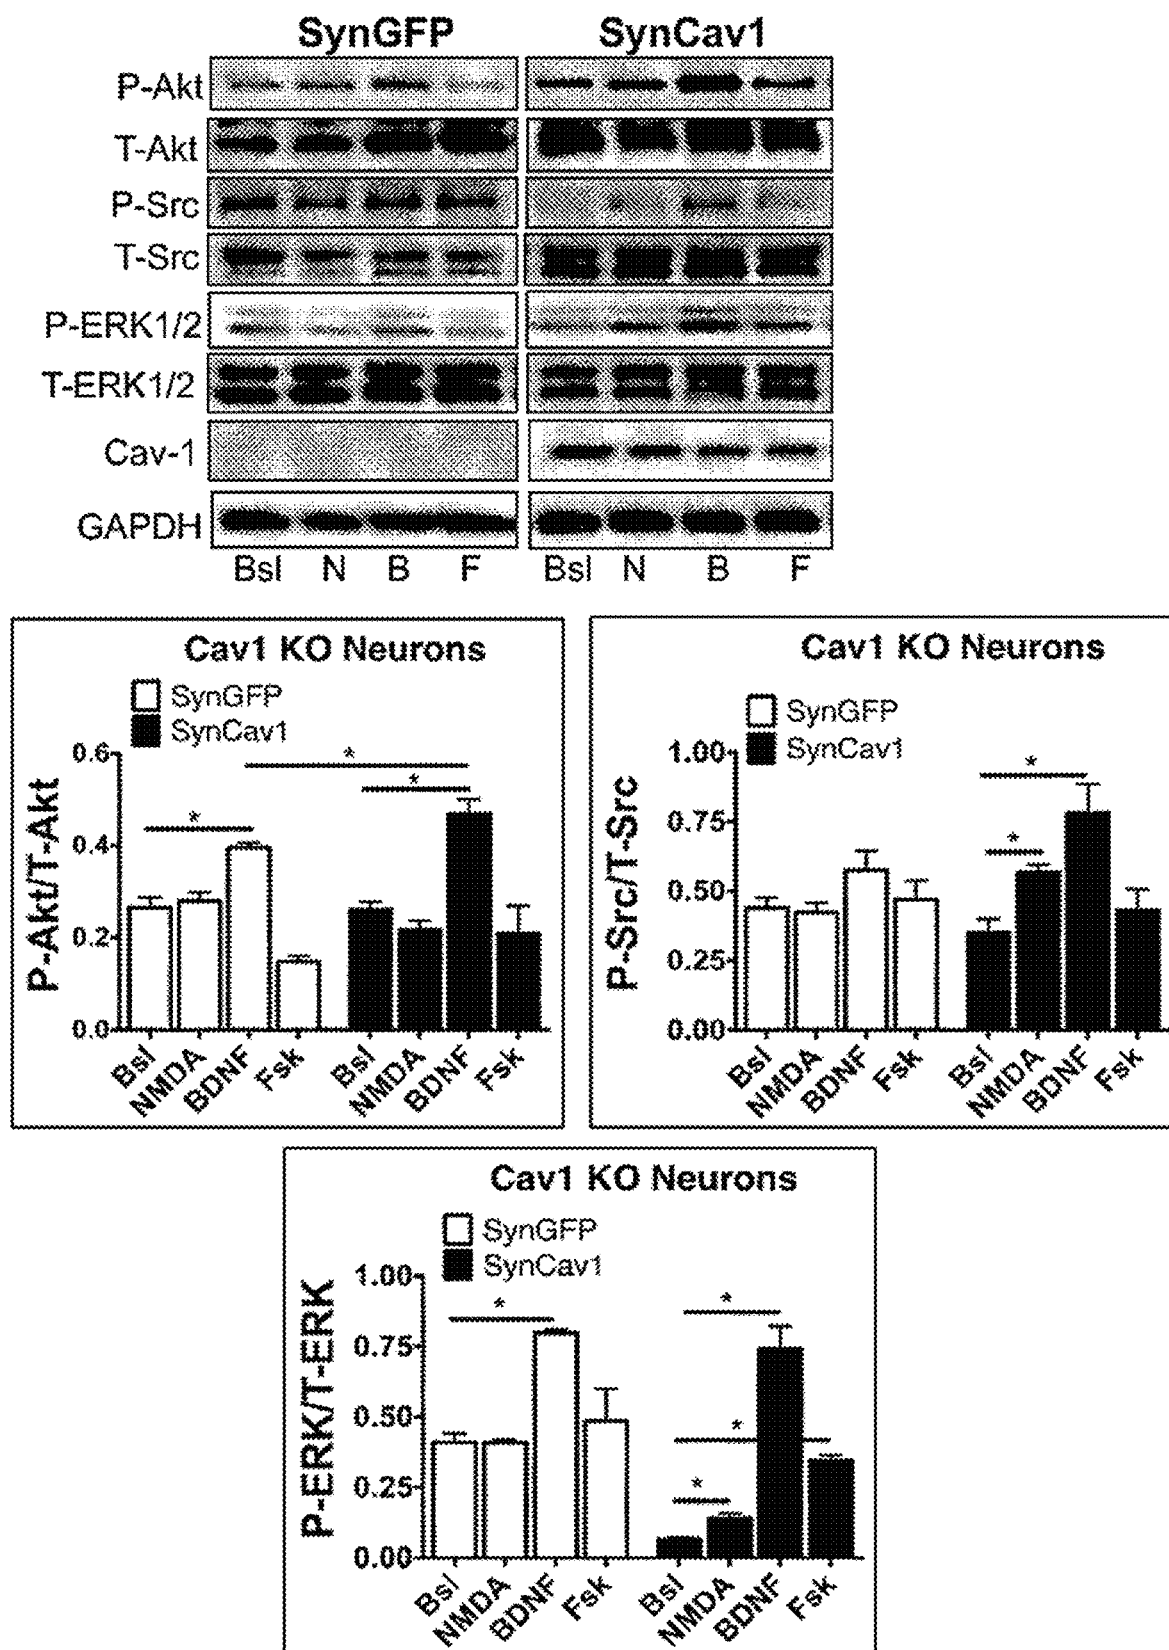 SynGFP SynCav1
P-Akt
T-Akt
P-Src
T-Src
P-ERK1/2
T-ERK1/2
Cav-1
GAPDH
Bsl N B F Bsl N B F
Cav1 KO Neurons
SynGFP
SynCav1
P-Akt/T-Akt
0.6
0.4
0.2
0.0
* * *
Bsl NMDA BDNF Fsk Bsl NMDA BDNF Fsk
Cav1 KO Neurons
SynGFP
SynCav1
P-Src/T-Src
1.00
0.75
0.50
0.25
0.00
* *
Bsl NMDA BDNF Fsk Bsl NMDA BDNF Fsk
Cav1 KO Neurons
SynGFP
SynCav1
P-ERK/T-ERK
1.00
0.75
0.50
0.25
0.00
* * * *
Bsl NMDA BDNF Fsk Bsl NMDA BDNF Fsk